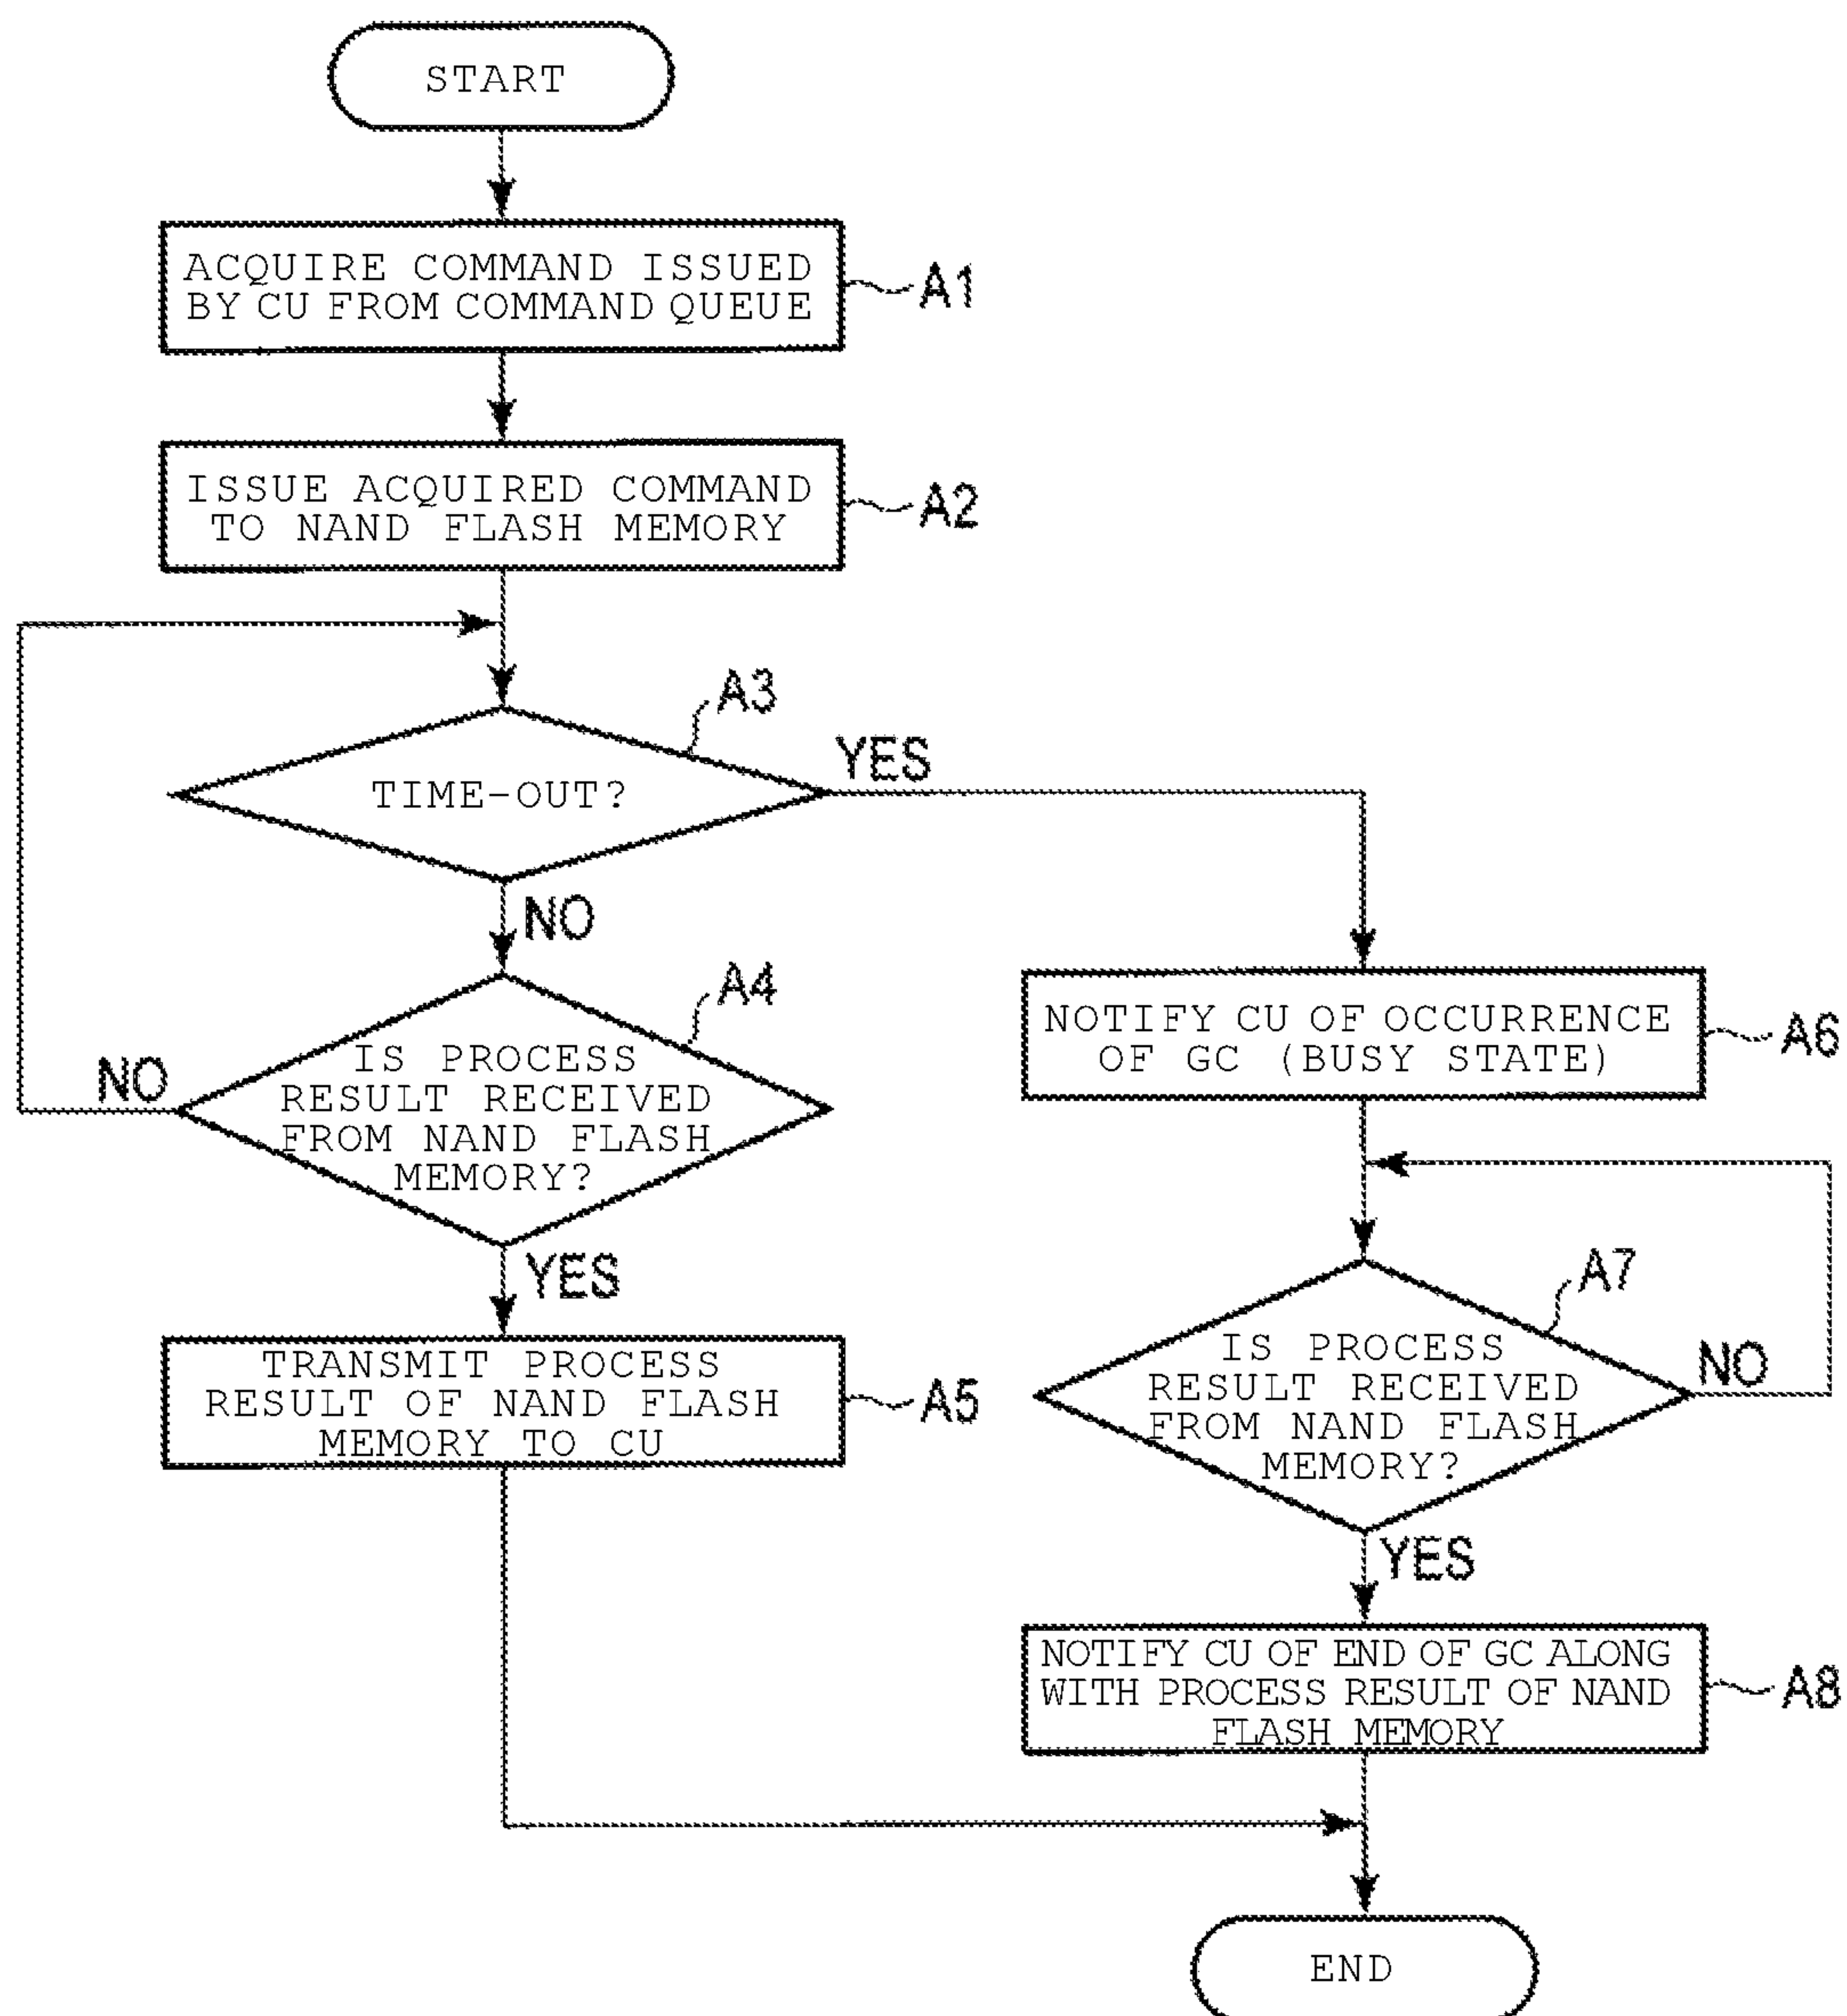 START
ACQUIRE COMMAND ISSUED
BY CU FROM COMMAND QUEUE
A1
ISSUE ACQUIRED COMMAND
TO NAND FLASH MEMORY
A2
A3
TIME-OUT?
YES
NO
A4
IS PROCESS
RESULT RECEIVED
FROM NAND FLASH
MEMORY?
NO
YES
TRANSMIT PROCESS
RESULT OF NAND FLASH
MEMORY TO CU
A5
NOTIFY CU OF OCCURRENCE
OF GC (BUSY STATE)
A6
A7
IS PROCESS
RESULT RECEIVED
FROM NAND FLASH
MEMORY?
NO
YES
NOTIFY CU OF END OF GC ALONG
WITH PROCESS RESULT OF NAND
FLASH MEMORY
A8
END